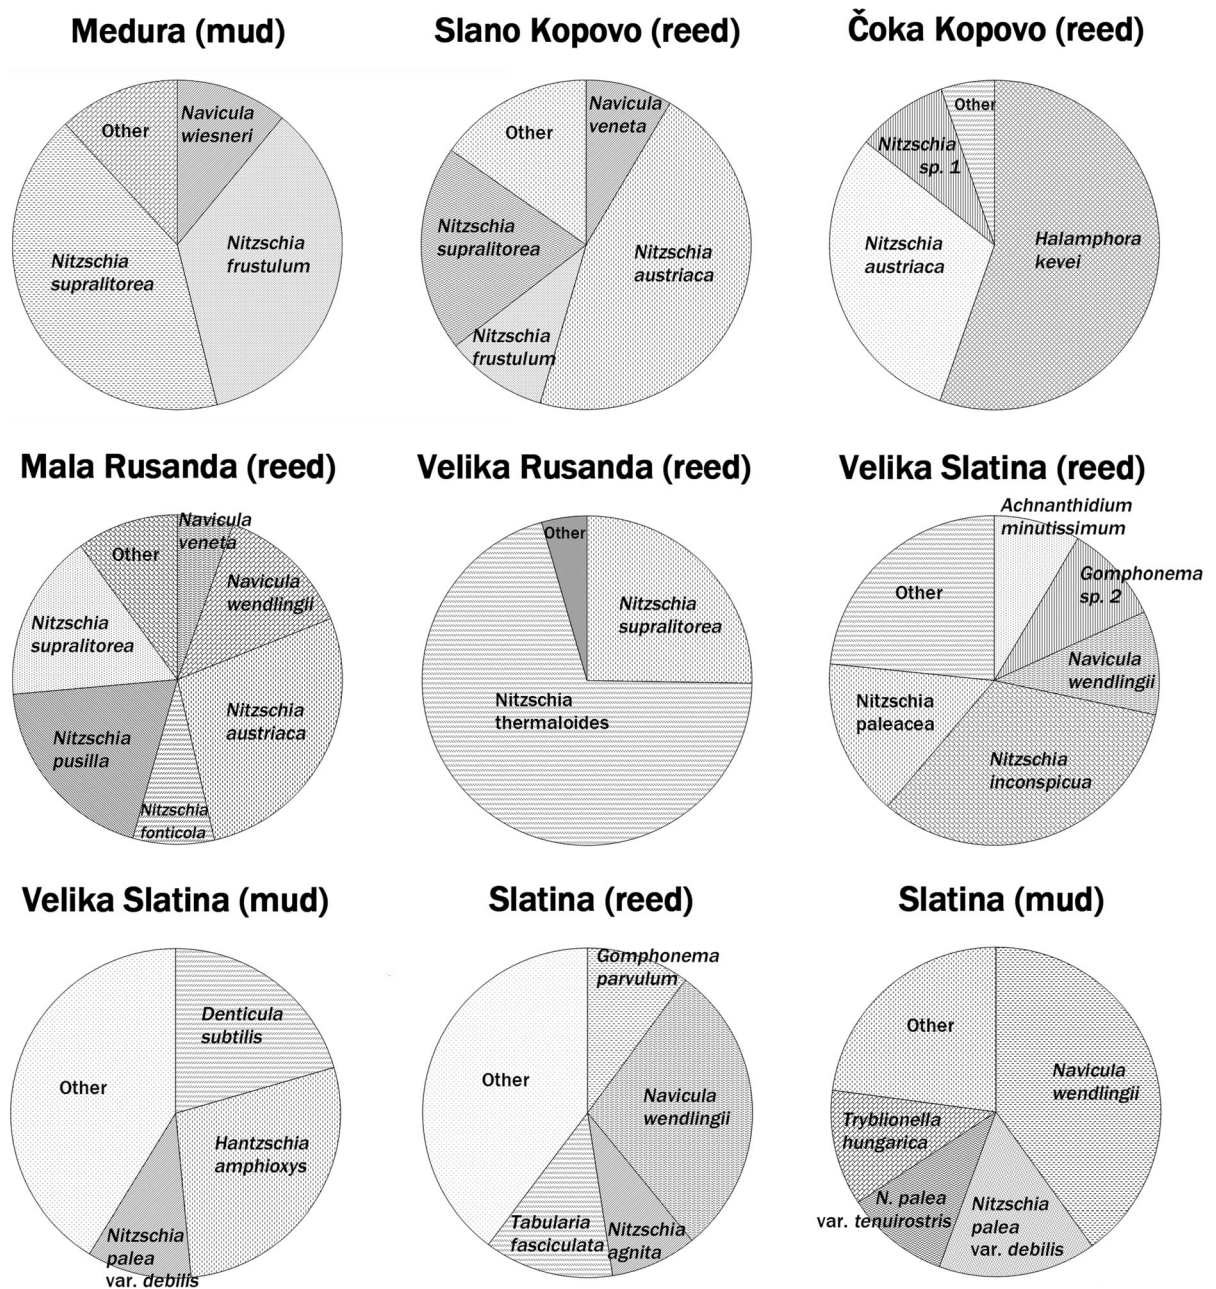 Medura (mud)
Navicula
wiesneri
Nitzschia
frustulum
Nitzschia
supralitorea
Other
Slano Kopovo (reed)
Navicula
veneta
Nitzschia
austriaca
Nitzschia
frustulum
Nitzschia
supralitorea
Other
Čoka Kopovo (reed)
Halamphora
kevei
Nitzschia
austriaca
Nitzschia
sp. 1
Other
Mala Rusanda (reed)
Navicula
veneta
Navicula
wendlingii
Nitzschia
austriaca
Nitzschia
fonticola
Nitzschia
pusilla
Nitzschia
supralitorea
Other
Velika Rusanda (reed)
Nitzschia
supralitorea
Nitzschia
thermaloides
Other
Velika Slatina (reed)
Achnanthidium
minutissimum
Gomphonema
sp. 2
Navicula
wendlingii
Nitzschia
inconspicua
Nitzschia
paleacea
Other
Velika Slatina (mud)
Denticula
subtilis
Hantzschia
amphioxys
Nitzschia
palea
var. debilis
Other
Slatina (reed)
Gomphonema
parvulum
Navicula
wendlingii
Nitzschia
agnita
Tabularia
fasciculata
Other
Slatina (mud)
Navicula
wendlingii
Nitzschia
palea
var. debilis
N. palea
var. tenuirostris
Tryblionella
hungarica
Other